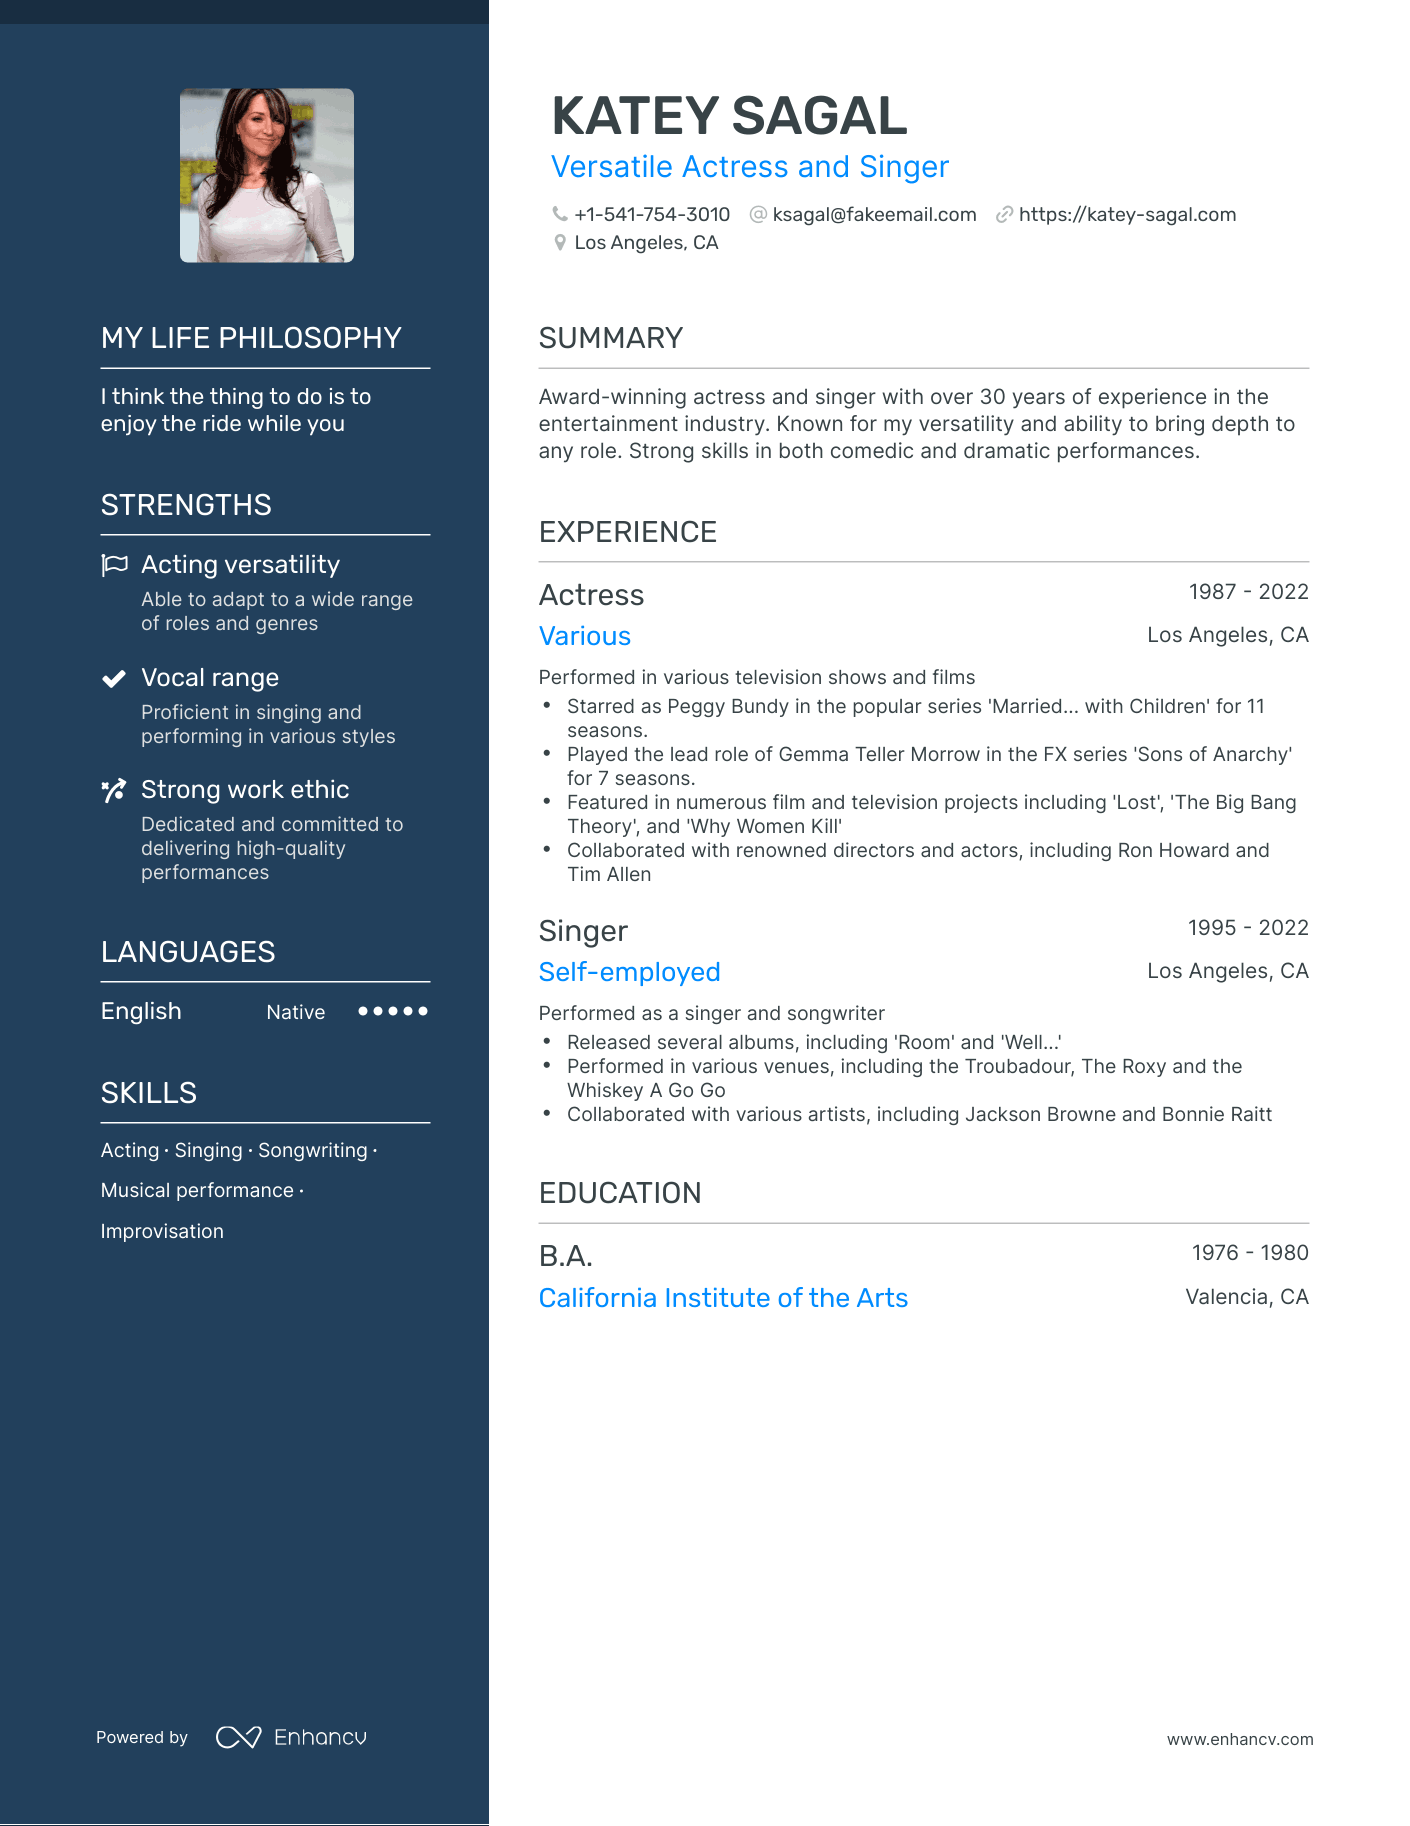 KATEY SAGAL
Versatile Actress and Singer
+1-541-754-3010 ksagal@fakeemail.com https://katey-sagal.com
Los Angeles, CA
MY LIFE PHILOSOPHY
I think the thing to do is to
enjoy the ride while you
STRENGTHS
Acting versatility
Able to adapt to a wide range
of roles and genres
Vocal range
Proficient in singing and
performing in various styles
Strong work ethic
Dedicated and committed to
delivering high-quality
performances
LANGUAGES
English Native
SKILLS
Acting · Singing · Songwriting ·
Musical performance ·
Improvisation
SUMMARY
Award-winning actress and singer with over 30 years of experience in the
entertainment industry. Known for my versatility and ability to bring depth to
any role. Strong skills in both comedic and dramatic performances.
EXPERIENCE
Actress 1987 - 2022
Various Los Angeles, CA
Performed in various television shows and films
• Starred as Peggy Bundy in the popular series 'Married... with Children' for 11
seasons.
• Played the lead role of Gemma Teller Morrow in the FX series 'Sons of Anarchy'
for 7 seasons.
• Featured in numerous film and television projects including 'Lost', 'The Big Bang
Theory', and 'Why Women Kill'
• Collaborated with renowned directors and actors, including Ron Howard and
Tim Allen
Singer 1995 - 2022
Self-employed Los Angeles, CA
Performed as a singer and songwriter
• Released several albums, including 'Room' and 'Well...'
• Performed in various venues, including the Troubadour, The Roxy and the
Whiskey A Go Go
• Collaborated with various artists, including Jackson Browne and Bonnie Raitt
EDUCATION
B.A. 1976 - 1980
California Institute of the Arts Valencia, CA
Powered by Enhancv
www.enhancv.com